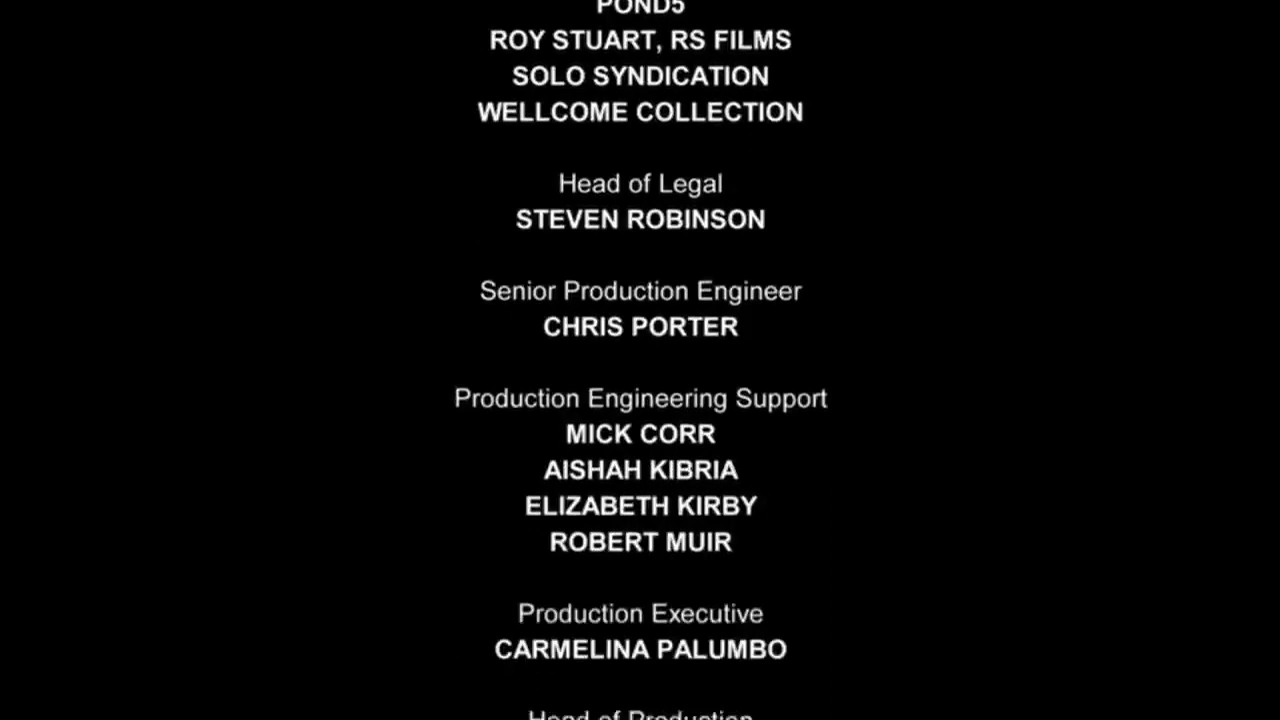 POND5
ROY STUART, RS FILMS
SOLO SYNDICATION
WELLCOME COLLECTION
Head of Legal
STEVEN ROBINSON
Senior Production Engineer
CHRIS PORTER
Production Engineering Support
MICK CORR
AISHAH KIBRIA
ELIZABETH KIRBY
ROBERT MUIR
Production Executive
CARMELINA PALUMBO
Head of Production